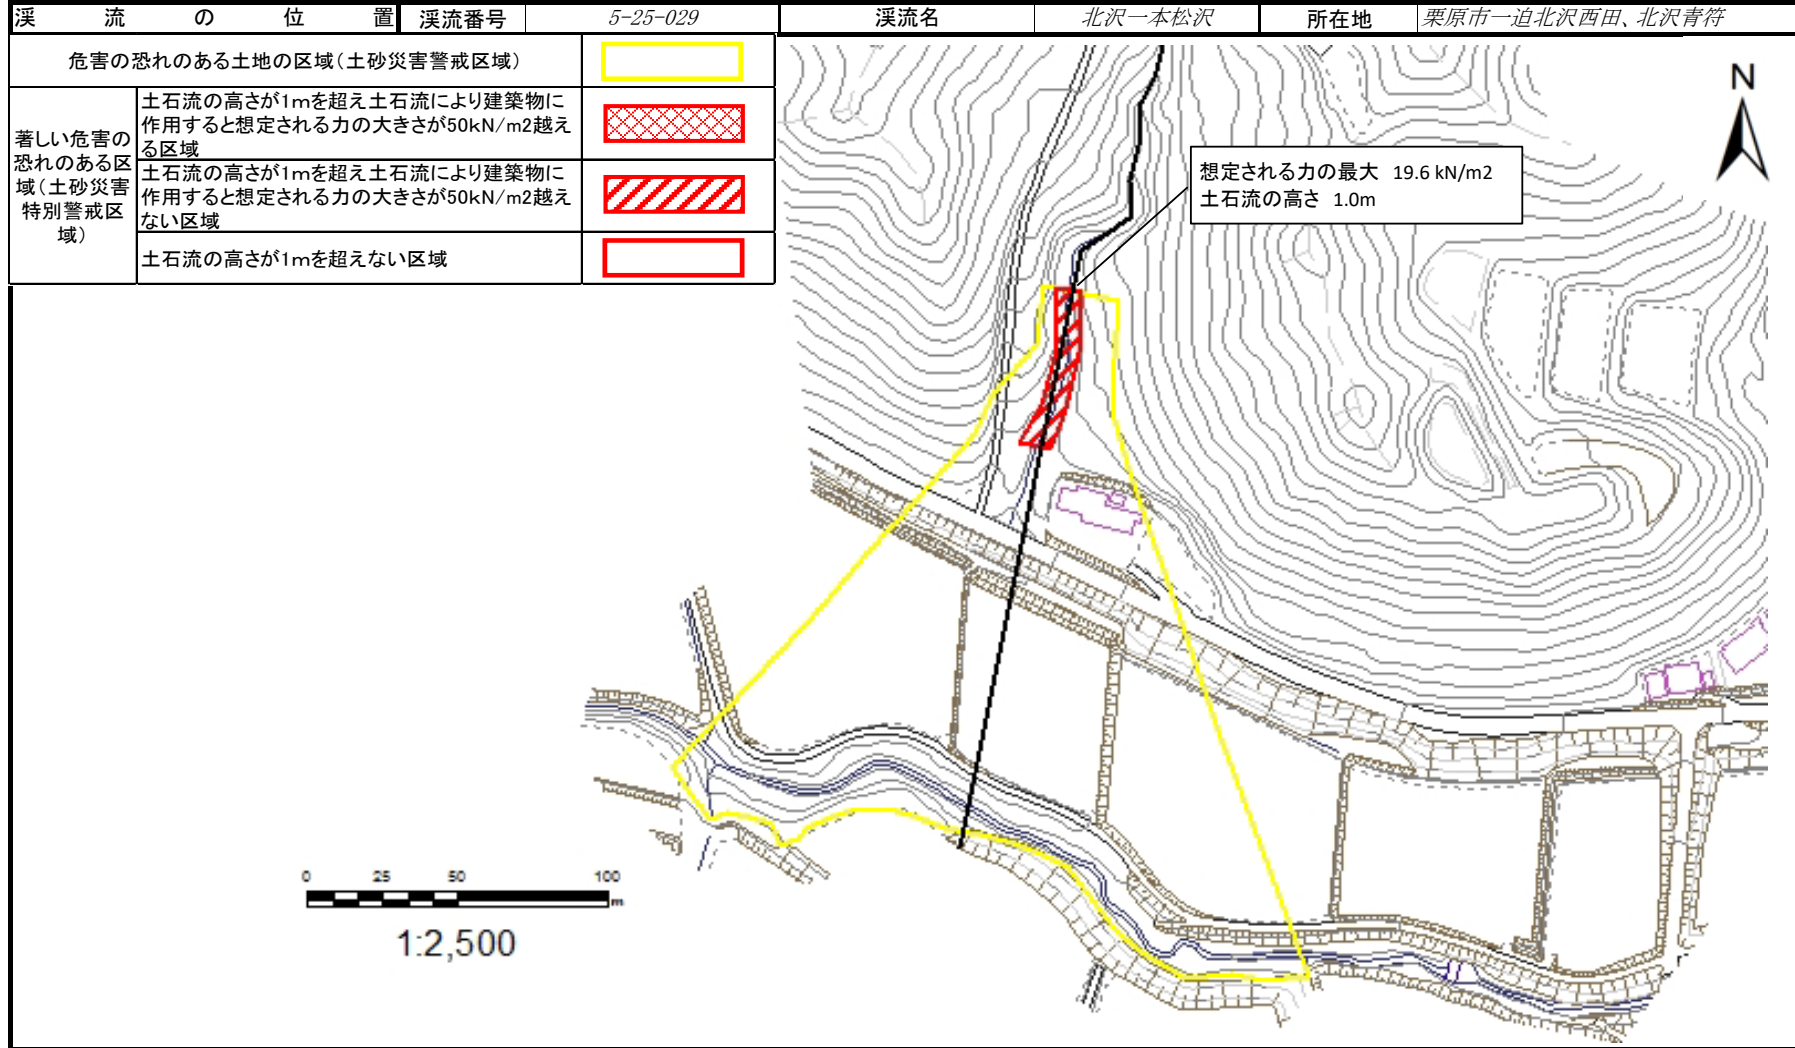 渓流の位置 渓流番号 5-25-029 渓流名 北沢一本松沢 所在地 栗原市一迫北沢西田、北沢青符
危害の恐れのある土地の区域（土砂災害警戒区域）
著しい危害の
恐れのある区
域（土砂災害
特別警戒区
域）
土石流の高さが1mを超え土石流により建築物に
作用すると想定される力の大きさが50kN/m2越え
る区域
土石流の高さが1mを超え土石流により建築物に
作用すると想定される力の大きさが50kN/m2越え
ない区域
土石流の高さが1mを超えない区域
N
想定される力の最大 19.6 kN/m2
土石流の高さ 1.0m
0 25 50 100
m
1:2,500